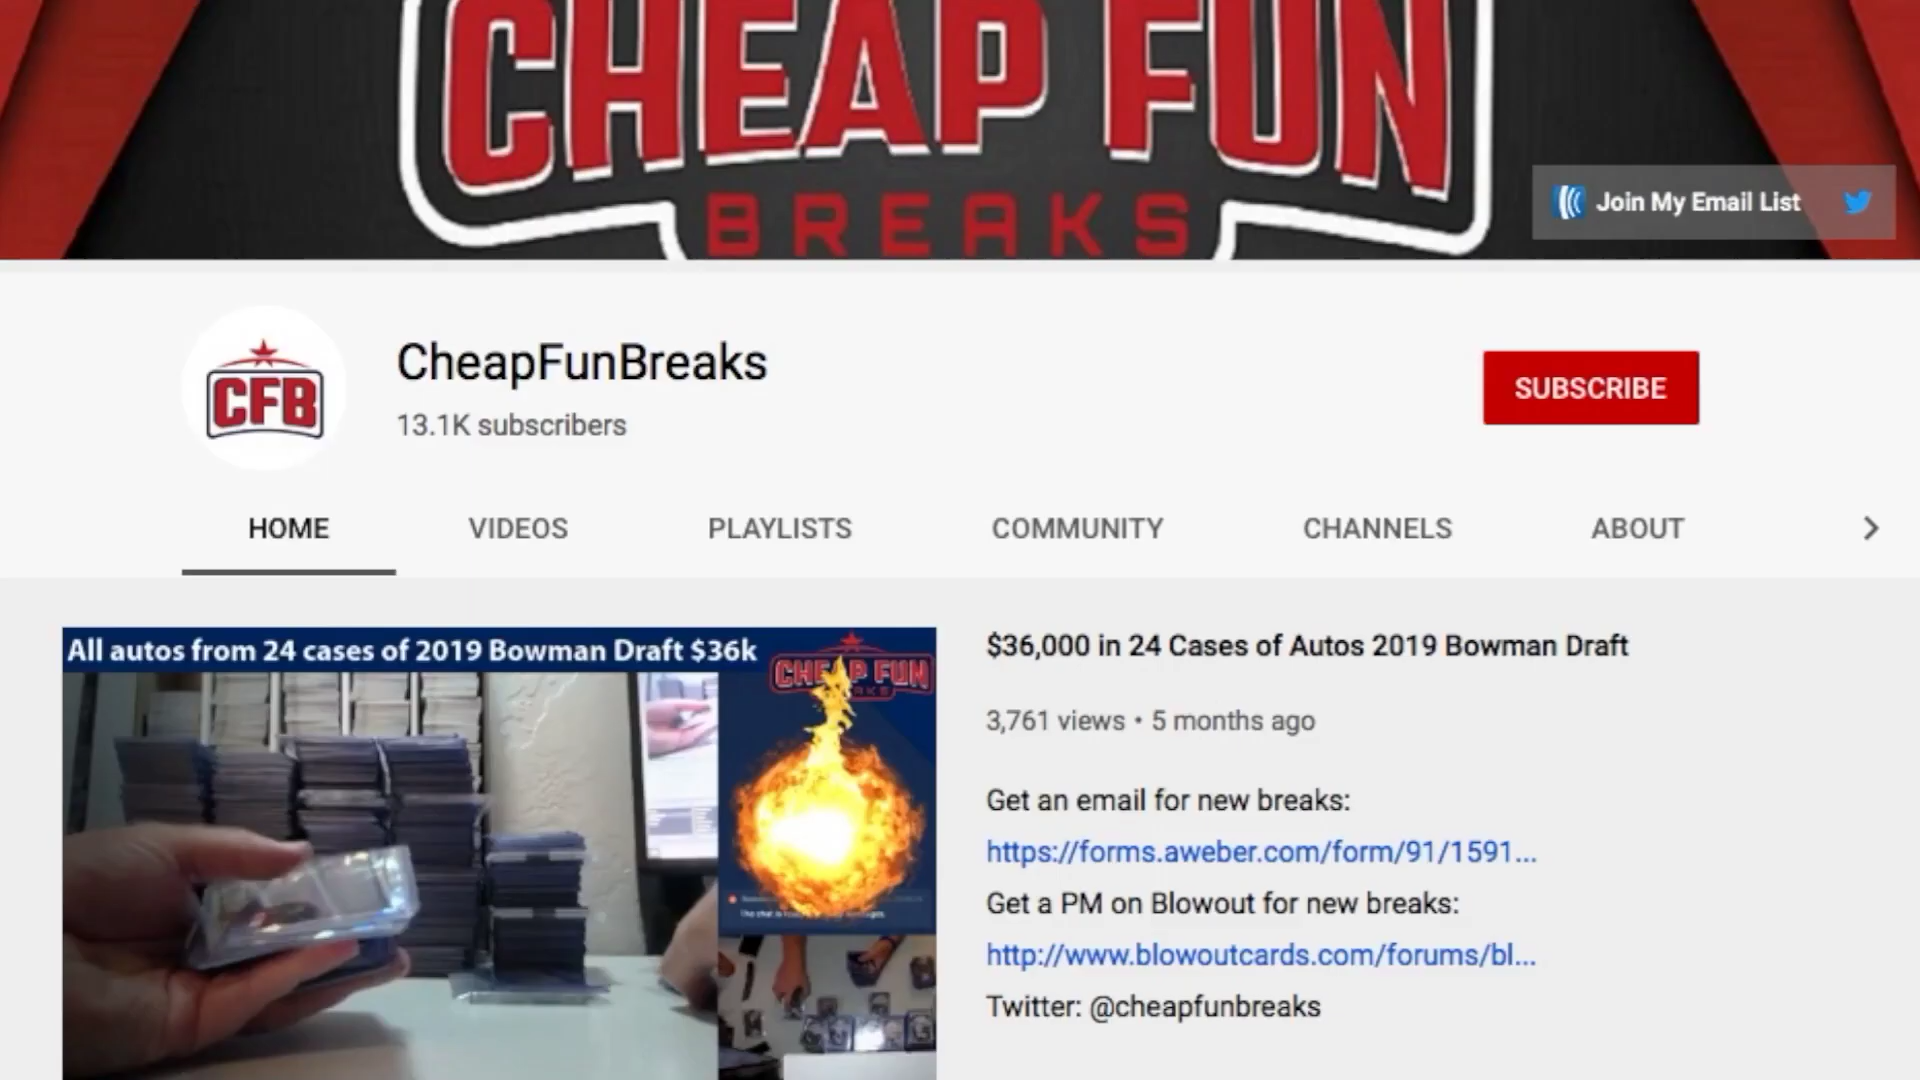 CHEAP FUN
BREAKS
Join My Email List
CFB
CheapFunBreaks
13.1K subscribers
SUBSCRIBE
HOME VIDEOS PLAYLISTS COMMUNITY CHANNELS ABOUT
All autos from 24 cases of 2019 Bowman Draft $36k
CHEAP FUN
$36,000 in 24 Cases of Autos 2019 Bowman Draft
3,761 views • 5 months ago
Get an email for new breaks:
https://forms.aweber.com/form/91/1591...
Get a PM on Blowout for new breaks:
http://www.blowoutcards.com/forums/bl...
Twitter: @cheapfunbreaks